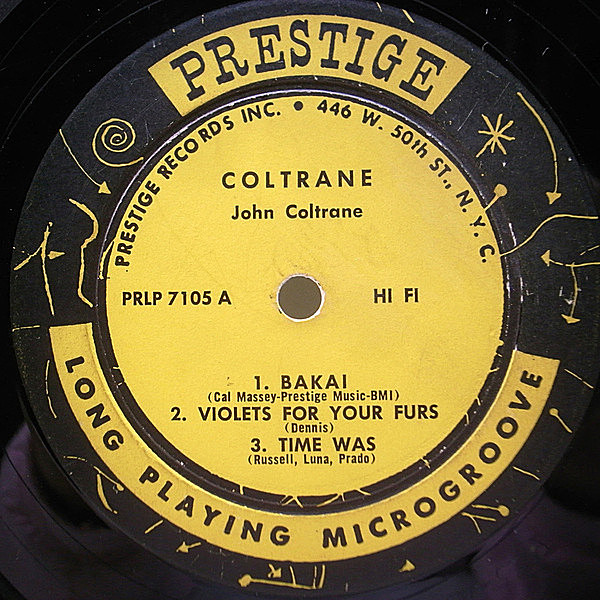 PRESTIGE
PRESTIGE RECORDS INC. • 446 W. 50th ST., N.Y.C.
COLTRANE
John Coltrane
PRLP 7105 A HI FI
1. BAKAI
(Cal Massey-Prestige Music-BMI)
2. VIOLETS FOR YOUR FURS
(Dennis)
3. TIME WAS
(Russell, Luna, Prado)
LONG PLAYING MICROGROOVE